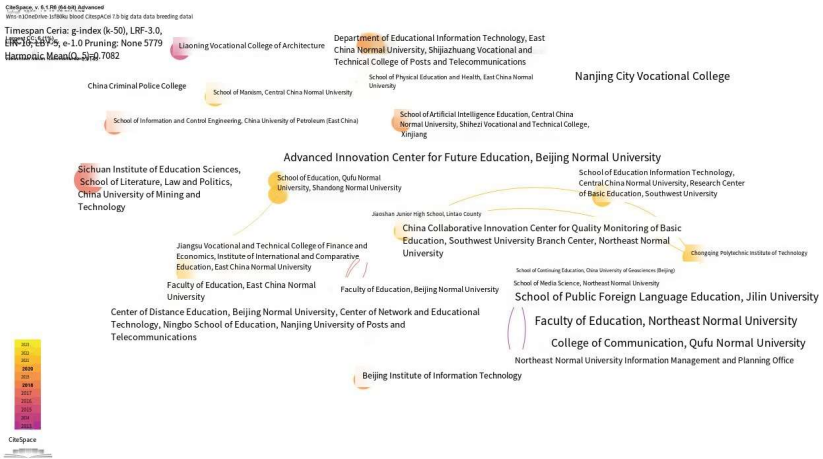 CiteSpace, v. 6.1.R6 (64-bit) Advanced
Timespan Ceria: g-index (k-50), LRF-3.0,
LIN-10, LBY-5, e-1.0 Pruning: None 5779
Harmonic Mean(Q, S)=0.7082
Liaoning Vocational College of Architecture
Department of Educational Information Technology, East
China Normal University, Shijiazhuang Vocational and
Technical College of Posts and Telecommunications
School of Physical Education and Health, East China Normal
University
Nanjing City Vocational College
China Criminal Police College
School of Marxism, Central China Normal University
School of Information and Control Engineering, China University of Petroleum (East China)
School of Artificial Intelligence Education, Central China
Normal University, Shihezi Vocational and Technical College,
Xinjiang
Advanced Innovation Center for Future Education, Beijing Normal University
Sichuan Institute of Education Sciences,
School of Literature, Law and Politics,
China University of Mining and
Technology
School of Education, Qufu Normal
University, Shandong Normal University
School of Education Information Technology,
Central China Normal University, Research Center
of Basic Education, Southwest University
Jiaoshan Junior High School, Lintao County
China Collaborative Innovation Center for Quality Monitoring of Basic
Education, Southwest University Branch Center, Northeast Normal
University
Chongqing Polytechnic Institute of Technology
Jiangsu Vocational and Technical College of Finance and
Economics, Institute of International and Comparative
Education, East China Normal University
School of Continuing Education, China University of Geosciences (Beijing)
School of Media Science, Northeast Normal University
Faculty of Education, East China Normal
University
Faculty of Education, Beijing Normal University
School of Public Foreign Language Education, Jilin University
Center of Distance Education, Beijing Normal University, Center of Network and Educational
Technology, Ningbo School of Education, Nanjing University of Posts and
Telecommunications
Faculty of Education, Northeast Normal University
College of Communication, Qufu Normal University
Northeast Normal University Information Management and Planning Office
Beijing Institute of Information Technology
2020
2018
2017
2016
CiteSpace